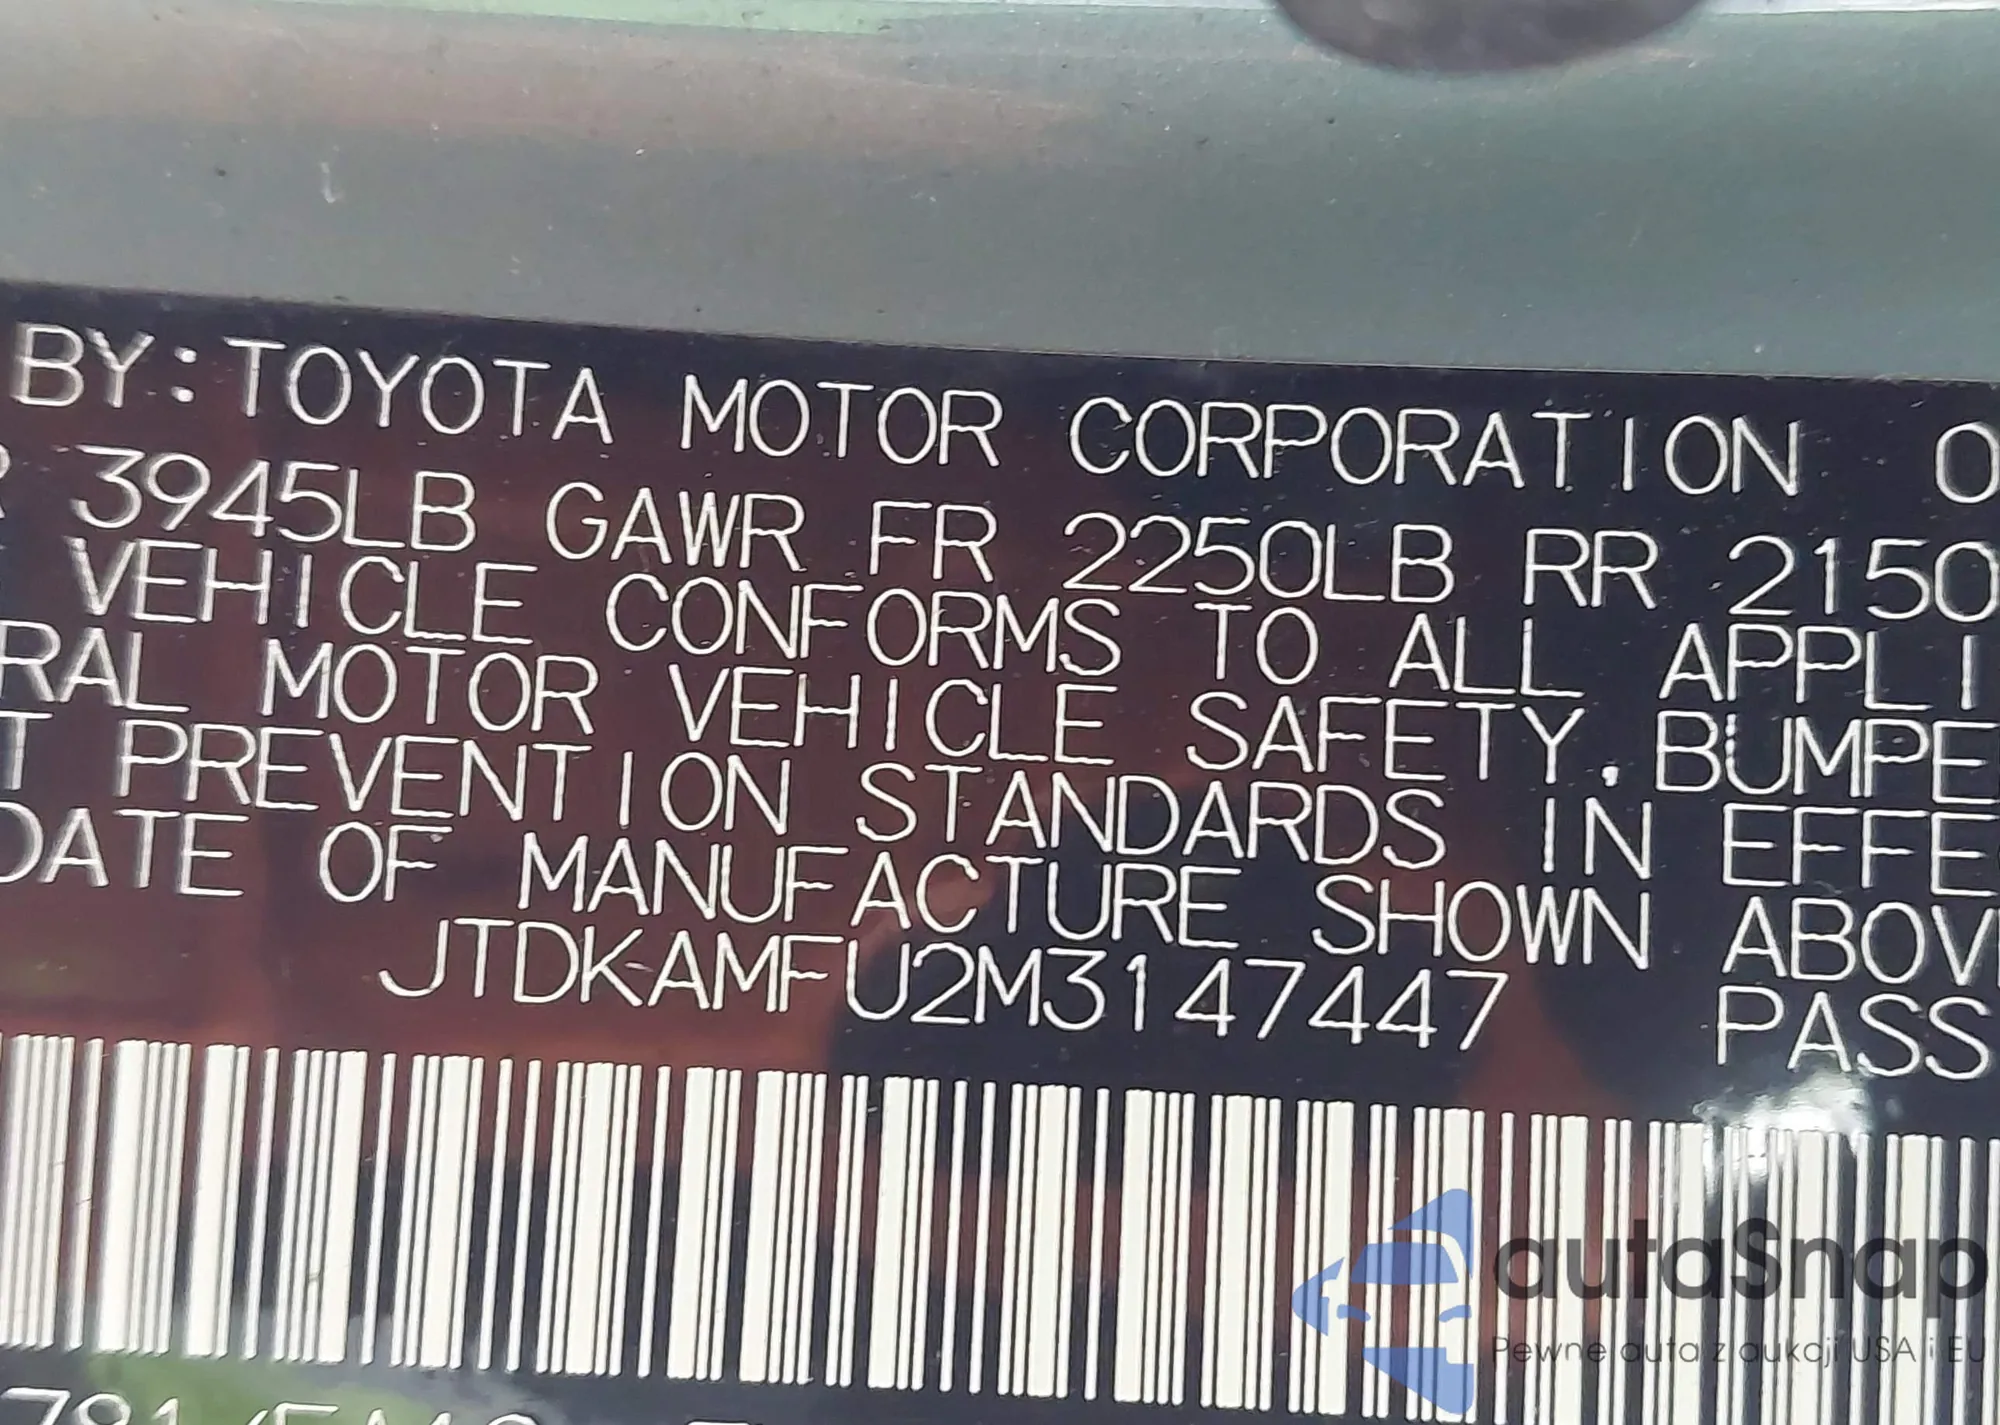 BY:TOYOTA MOTOR CORPORATION
3945LB GAWR FR 2250LB RR 2150
VEHICLE CONFORMS TO ALL APPLI
RAL MOTOR VEHICLE SAFETY, BUMPE
T PREVENTION STANDARDS IN EFFE
DATE OF MANUFACTURE SHOWN ABOV
JTDKAMFU2M3147447 PASS
autaSnap
Pewne auta z aukcji USA i EU